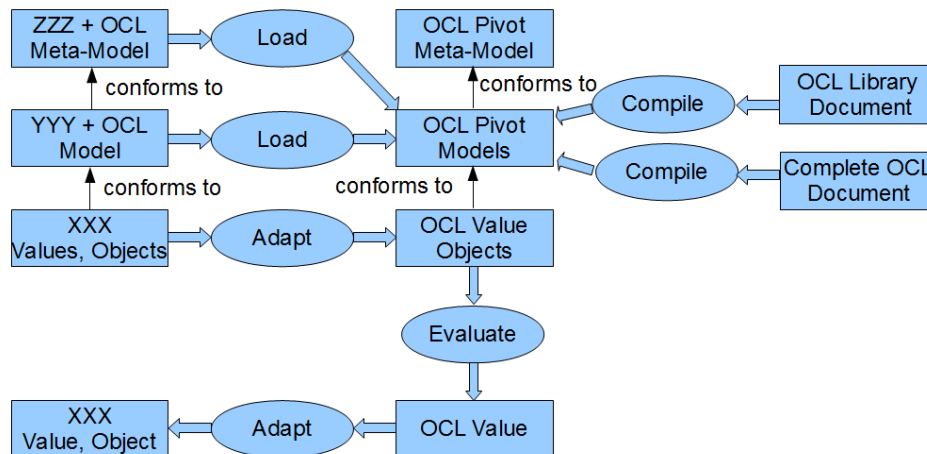 ZZZ + OCL
Meta-Model
Load
OCL Pivot
Meta-Model
conforms to
conforms to
Compile
OCL Library
Document
YYY + OCL
Model
Load
OCL Pivot
Models
Compile
Complete OCL
Document
conforms to
conforms to
XXX
Values, Objects
Adapt
OCL Value
Objects
Evaluate
XXX
Value, Object
Adapt
OCL Value